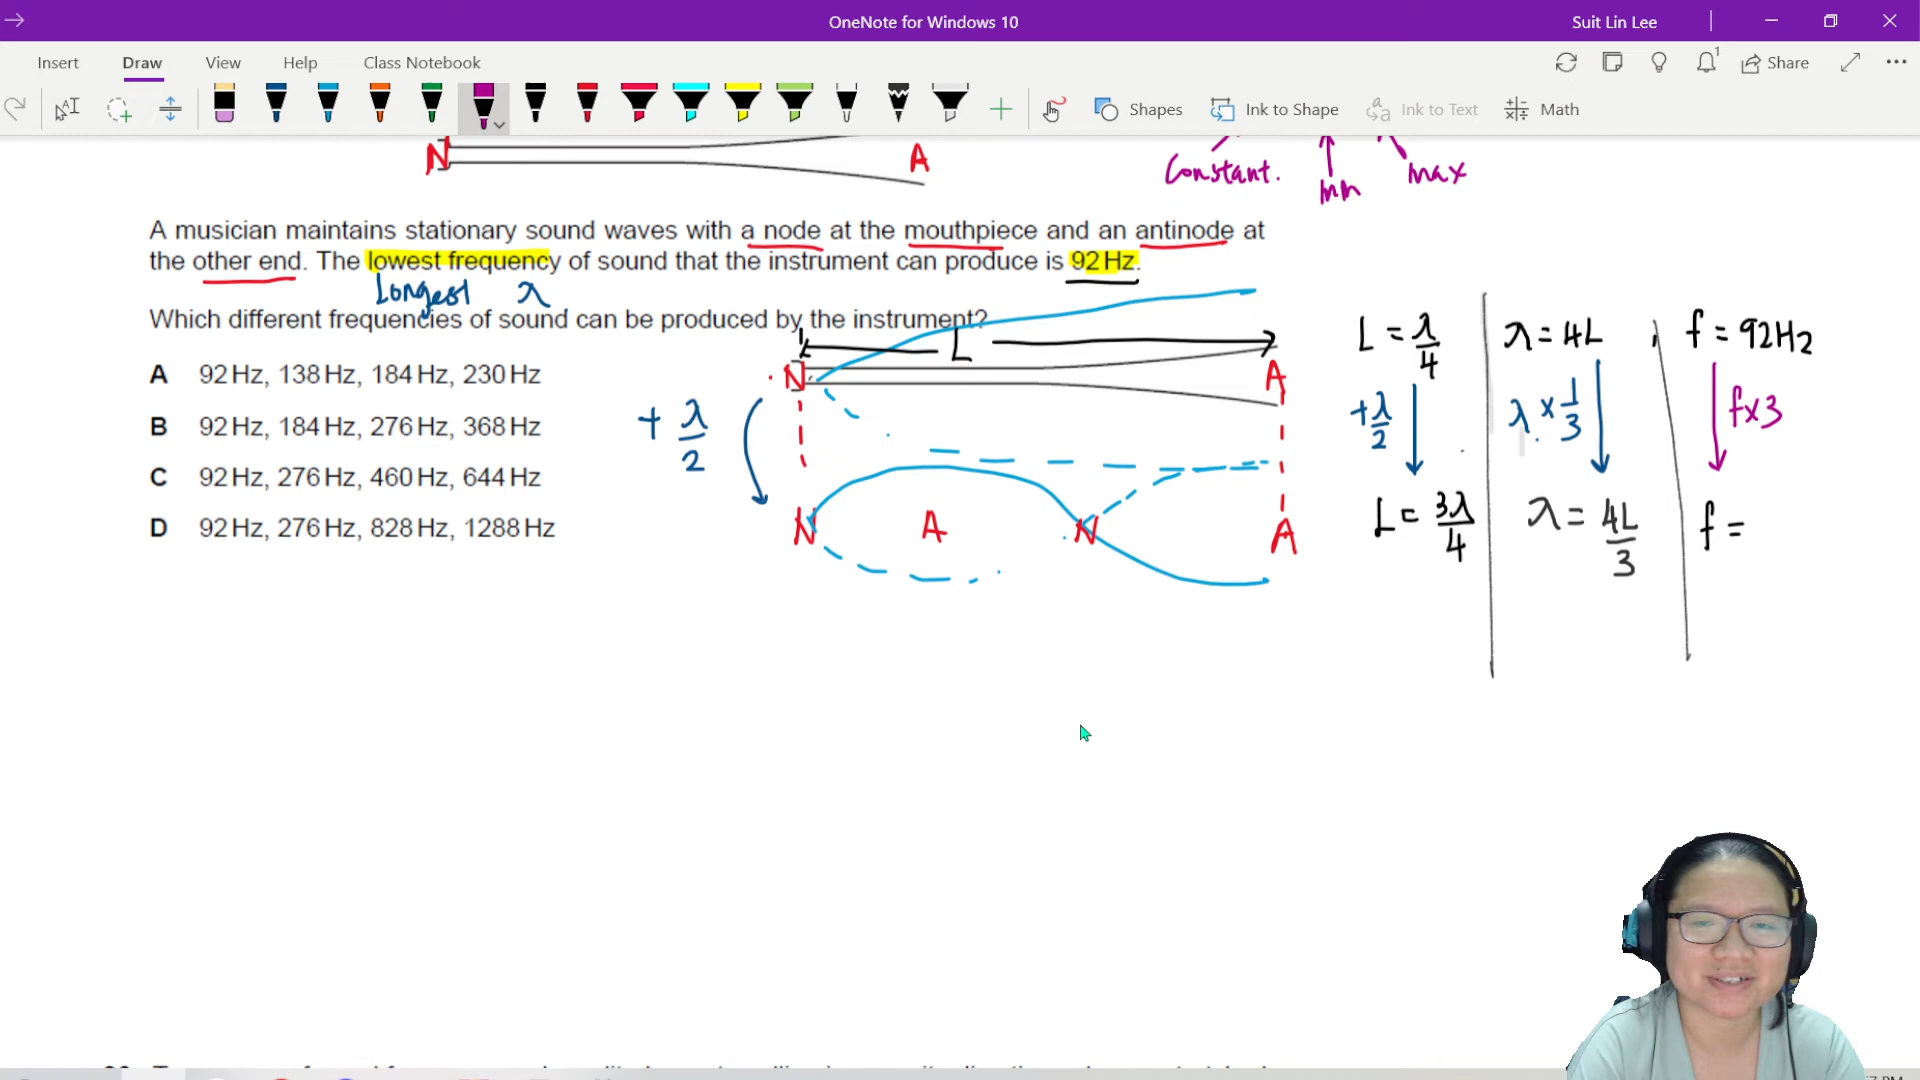 OneNote for Windows 10
Suit Lin Lee
Insert Draw View Help Class Notebook
1
Share
Shapes Ink to Shape Ink to Text Math
N A
Constant. min max
A musician maintains stationary sound waves with a node at the mouthpiece and an antinode at
the other end. The lowest frequency of sound that the instrument can produce is 92 Hz.
Longest λ
Which different frequencies of sound can be produced by the instrument?
L
A 92 Hz, 138 Hz, 184 Hz, 230 Hz
B 92 Hz, 184 Hz, 276 Hz, 368 Hz
C 92 Hz, 276 Hz, 460 Hz, 644 Hz
D 92 Hz, 276 Hz, 828 Hz, 1288 Hz
N A
+ λ/2
N A N A
L = λ/4 λ = 4L , f = 92Hz
+λ/2 λ × 1/3 f×3
L = 3λ/4 λ = 4L/3 f =